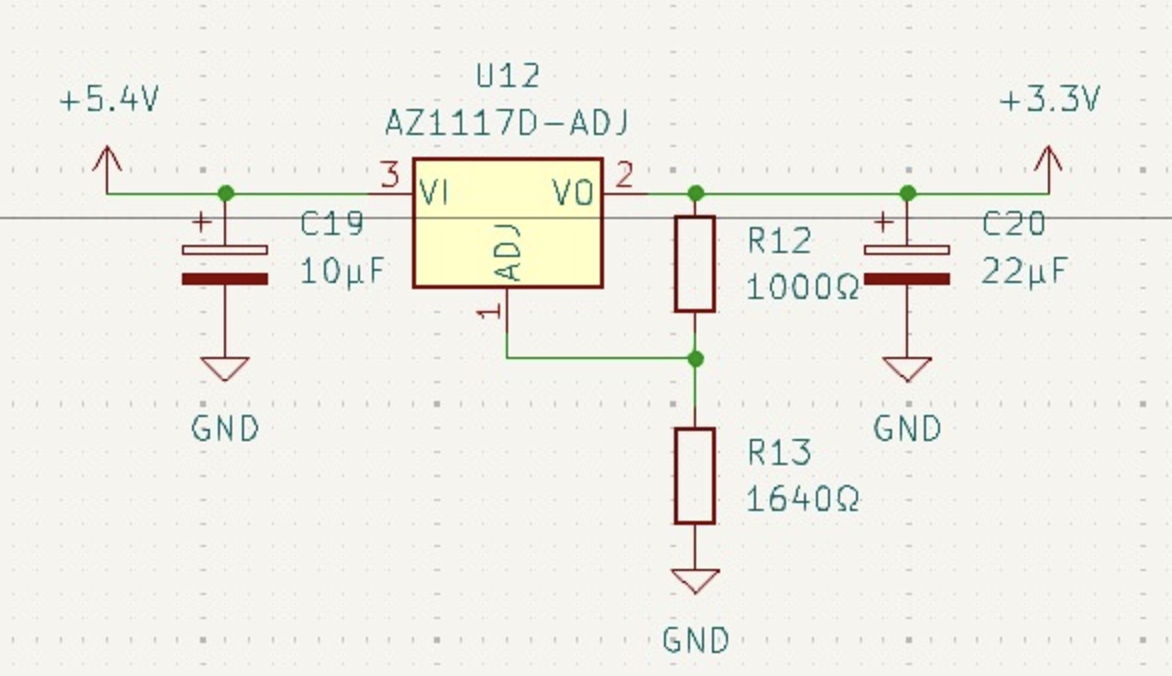 U12
AZ1117D-ADJ
+5.4V
+3.3V
3
VI
VO
2
+
C19
10µF
ADJ
1
R12
1000Ω
+
C20
22µF
GND
GND
R13
1640Ω
GND